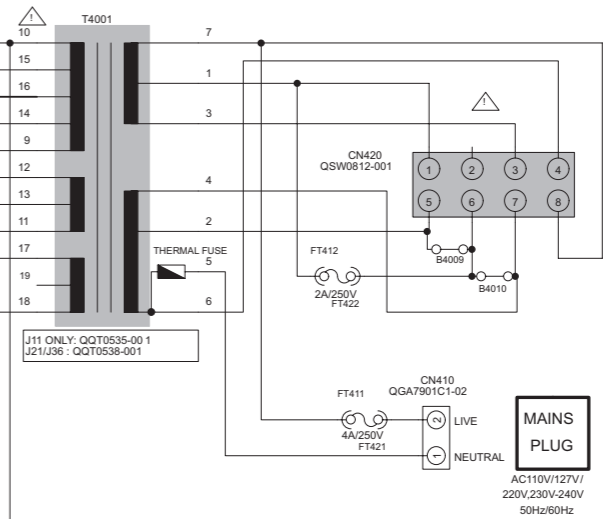 !
T4001
10
7
15
1
16
!
14
3
CN420
QSW0812-001
9
1
2
3
4
12
4
13
5
6
7
8
11
2
17
THERMAL FUSE
5
FT412
B4009
19
2A/250V
FT422
B4010
18
6
J11 ONLY: QQT0535-00 1
J21/J36 : QQT0538-001
CN410
QGA7901C1-02
FT411
2
LIVE
4A/250V
FT421
1
NEUTRAL
MAINS
PLUG
AC110V/127V/
220V,230V-240V
50Hz/60Hz